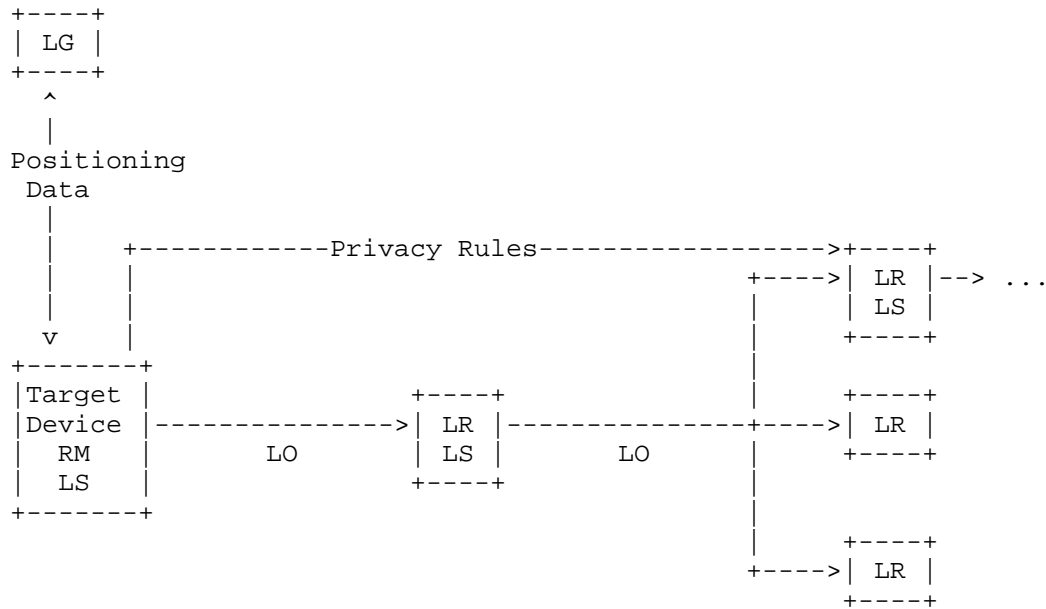 LG
Positioning
Data
Privacy Rules
LR ...
LS
Target
Device LR LR
RM LO LS LO
LS
LR